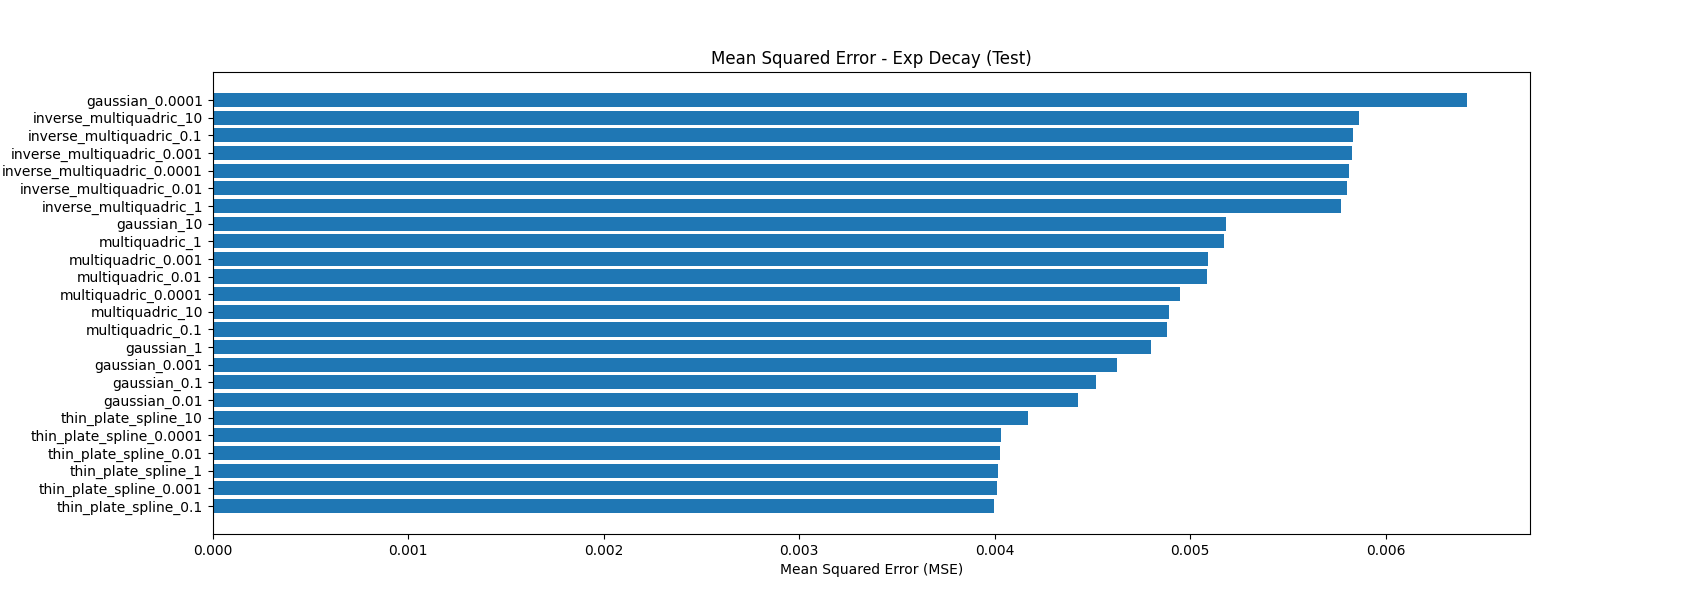 Mean Squared Error - Exp Decay (Test)
gaussian_0.0001
inverse_multiquadric_10
inverse_multiquadric_0.1
inverse_multiquadric_0.001
inverse_multiquadric_0.0001
inverse_multiquadric_0.01
inverse_multiquadric_1
gaussian_10
multiquadric_1
multiquadric_0.001
multiquadric_0.01
multiquadric_0.0001
multiquadric_10
multiquadric_0.1
gaussian_1
gaussian_0.001
gaussian_0.1
gaussian_0.01
thin_plate_spline_10
thin_plate_spline_0.0001
thin_plate_spline_0.01
thin_plate_spline_1
thin_plate_spline_0.001
thin_plate_spline_0.1
0.000 0.001 0.002 0.003 0.004 0.005 0.006
Mean Squared Error (MSE)